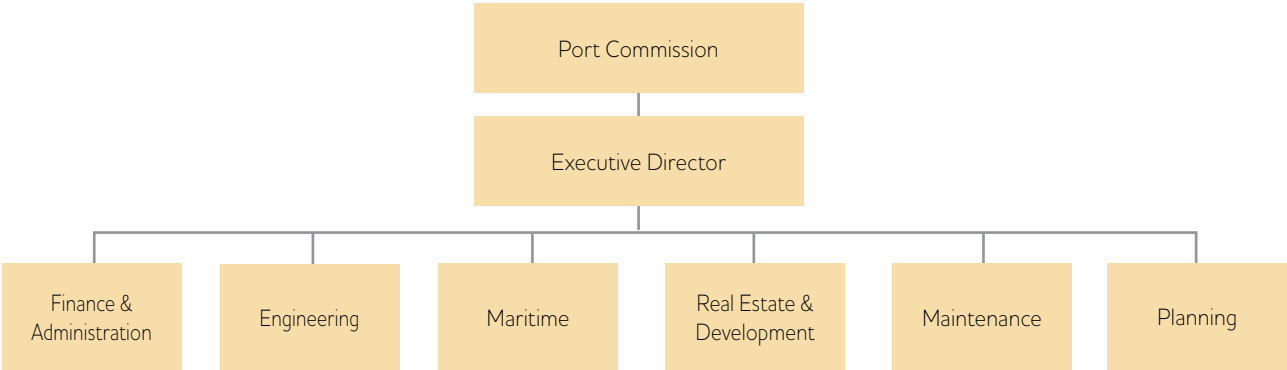 Port Commission
Executive Director
Finance &
Administration
Engineering
Maritime
Real Estate &
Development
Maintenance
Planning